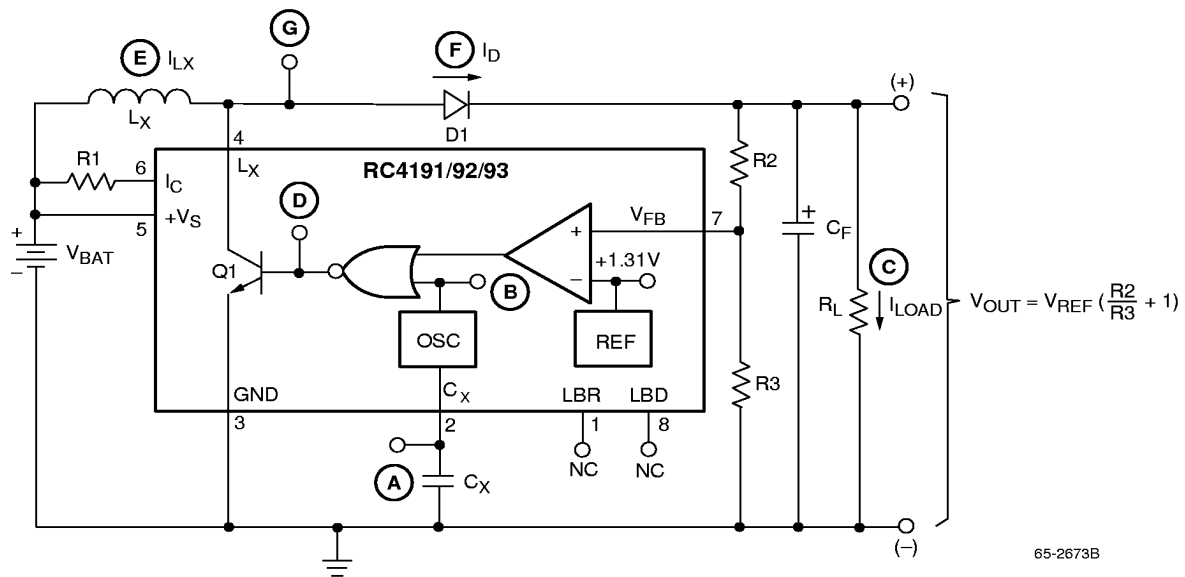 G
E I_LX
F I_D
(+)
L_X
D1
4
L_X
RC4191/92/93
R1
6
I_C
R2
+V_S
5
D
V_FB
7
+
+1.31V
–
+
V_BAT
–
Q1
B
+
C_F
C
OSC
REF
R_L
I_LOAD
V_OUT = V_REF (R2/R3 + 1)
GND
C_X
LBR
LBD
R3
3
2
1
8
NC
NC
A
C_X
(–)
65-2673B